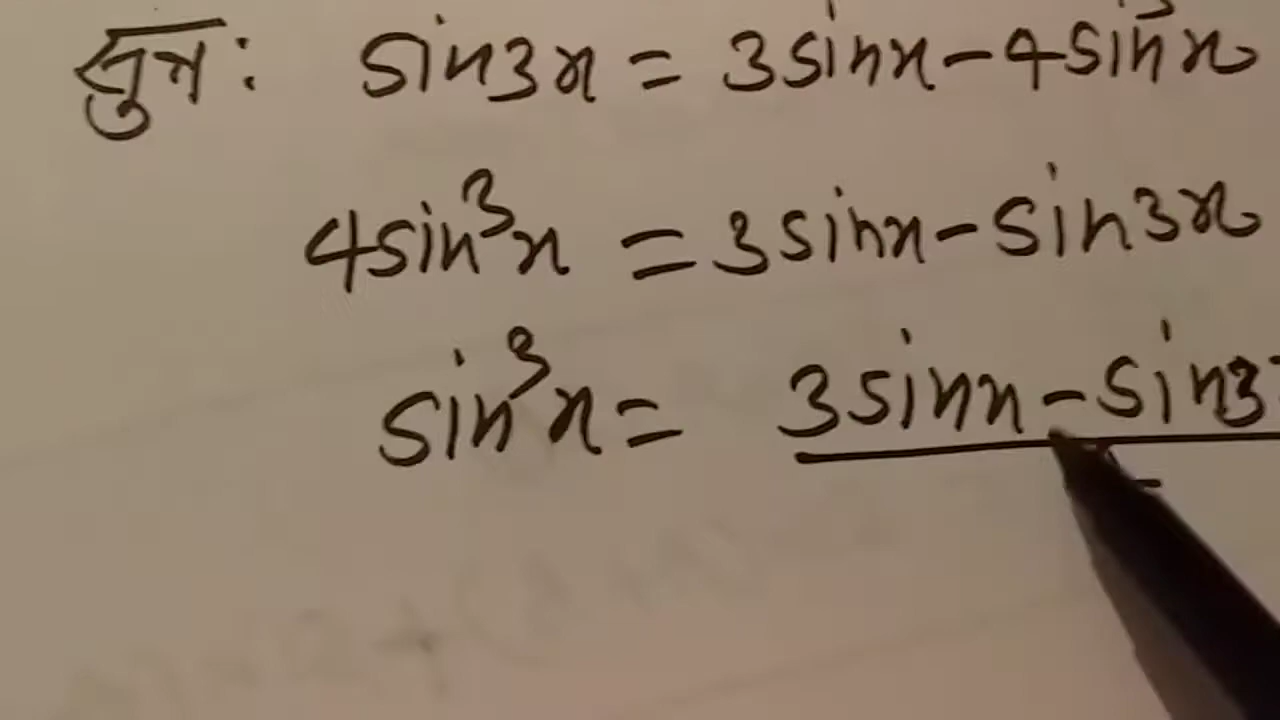 सुत्र: sin3x = 3sinx-4sin³x
4sin³x = 3sinx-sin3x
sin³x = 3sinx-sin3